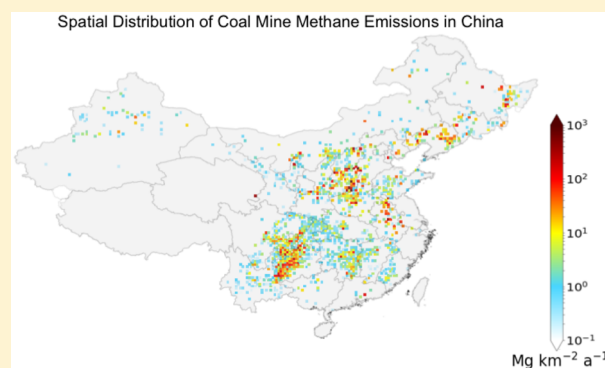 Spatial Distribution of Coal Mine Methane Emissions in China
10³
10²
10¹
10⁰
10⁻¹
Mg km⁻² a⁻¹